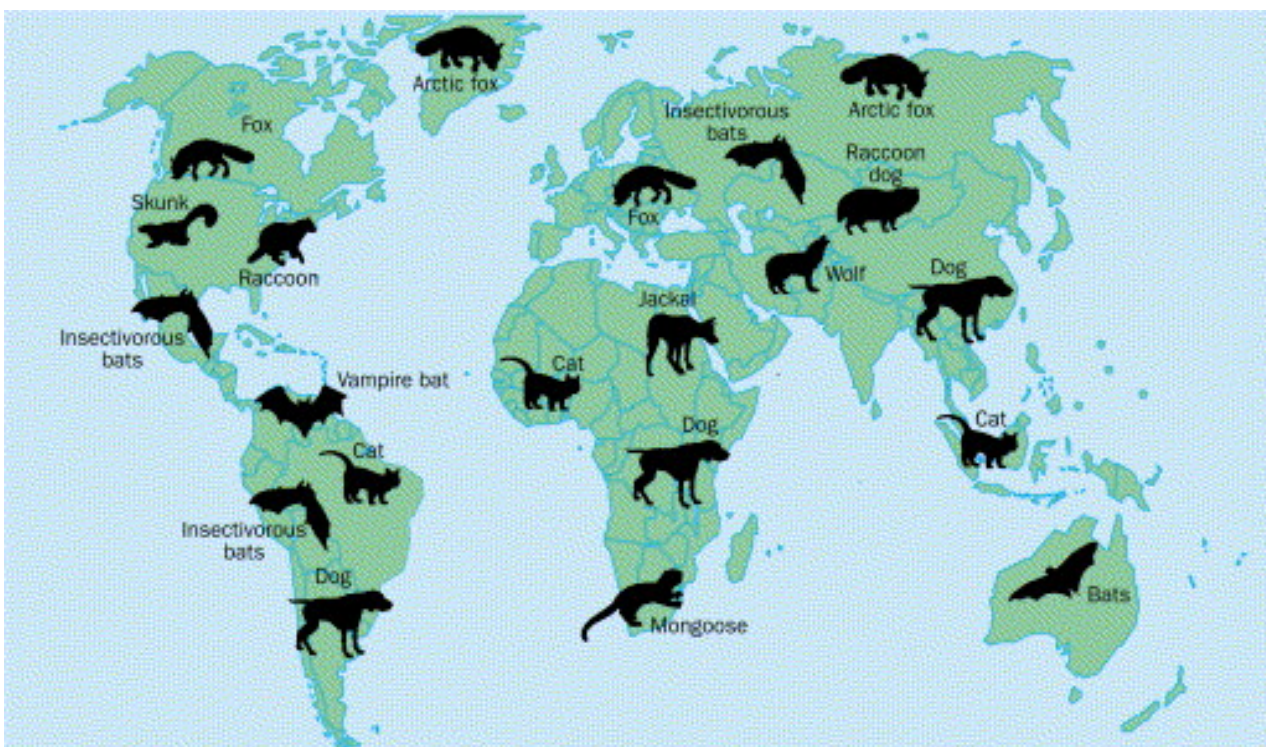 Arctic fox
Arctic fox
Insectivorous
bats
Fox
Raccoon
dog
Skunk
Fox
Raccoon
Wolf
Dog
Jackal
Insectivorous
bats
Cat
Vampire bat
Cat
Dog
Cat
Insectivorous
bats
Dog
Bats
Mongoose